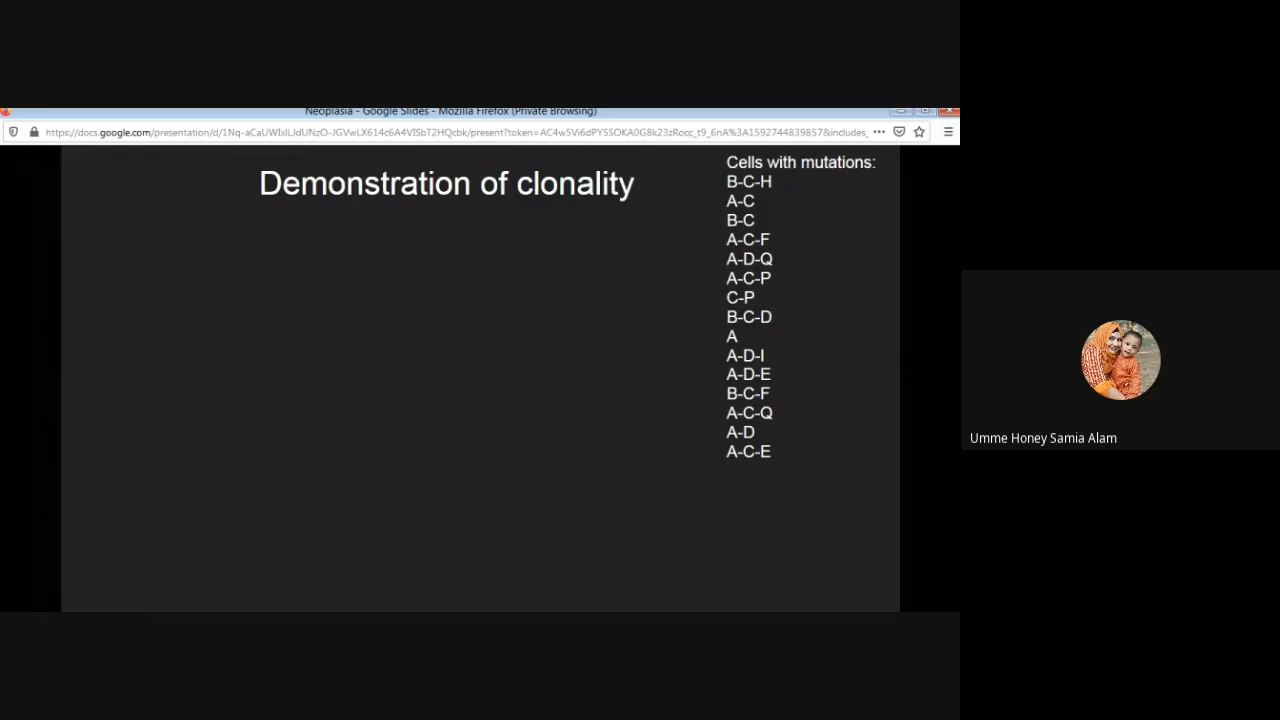 Neoplasia - Google Slides - Mozilla Firefox (Private Browsing)
Demonstration of clonality
Cells with mutations:
B-C-H
A-C
B-C
A-C-F
A-D-Q
A-C-P
C-P
B-C-D
A
A-D-I
A-D-E
B-C-F
A-C-Q
A-D
A-C-E
Umme Honey Samia Alam